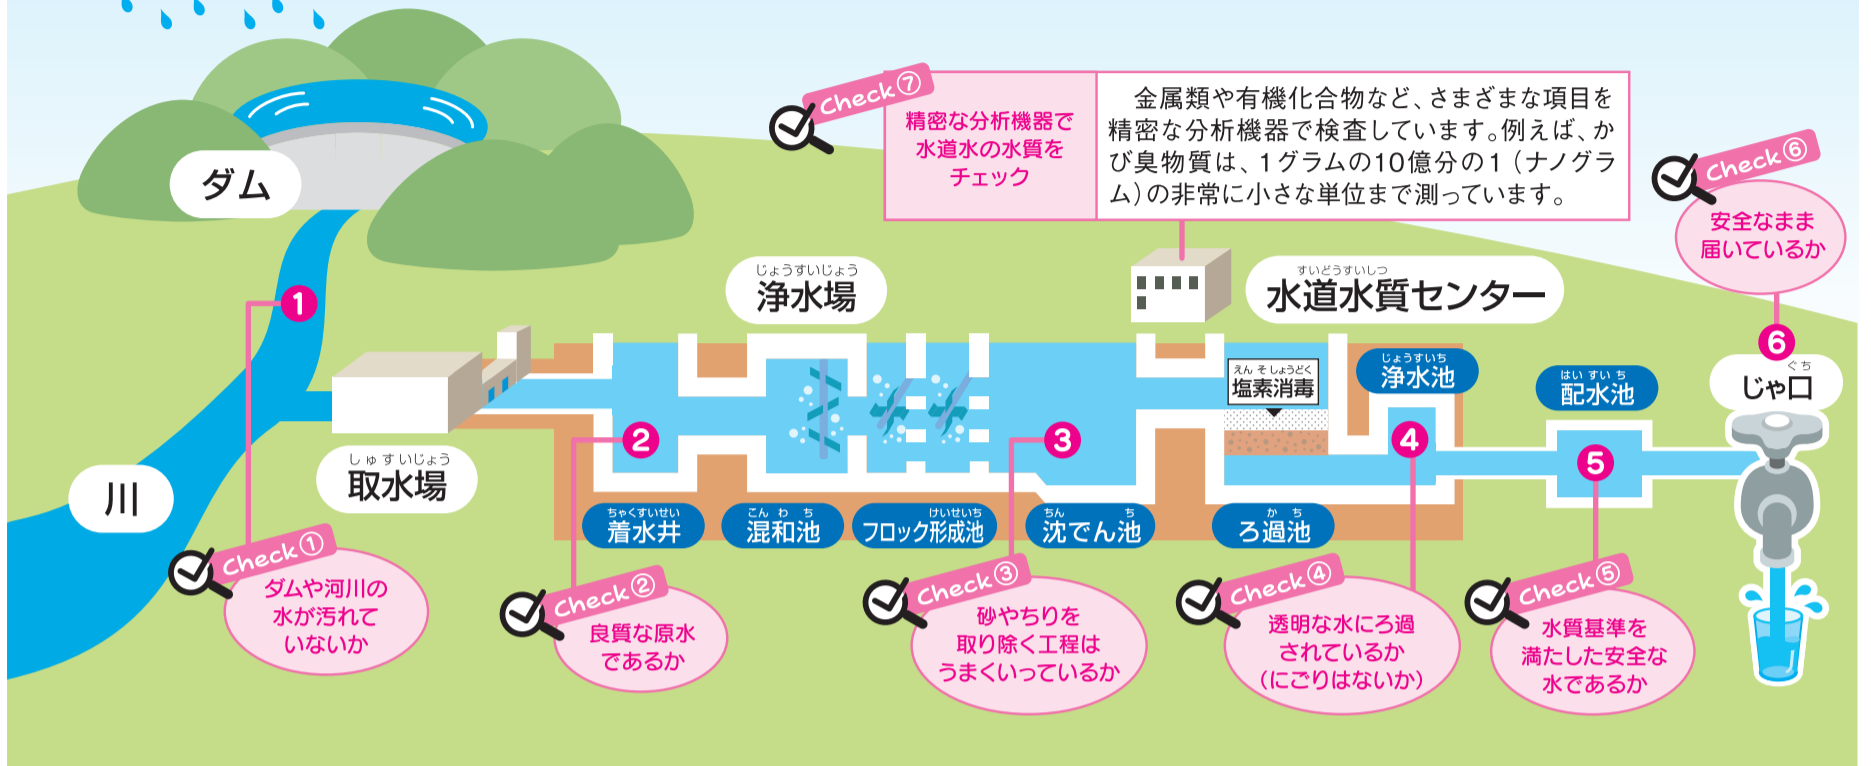 Check⑦
精密な分析機器で
水道水の水質を
チェック
金属類や有機化合物など、さまざまな項目を
精密な分析機器で検査しています。例えば、か
び臭物質は、1グラムの10億分の1（ナノグラ
ム）の非常に小さな単位まで測っています。
Check⑥
安全なまま
届いているか
ダム
じょうすいじょう
浄水場
すいどうすいしつ
水道水質センター
1
6
じょうすいち
浄水池
えんそしょうどく
塩素消毒
はいすいち
配水池
ぐち
じゃ口
2
3
4
5
しゅすいじょう
取水場
川
ちゃくすいせい
着水井
こんわち
混和池
けいせいち
フロック形成池
ちん ち
沈でん池
か ち
ろ過池
Check①
ダムや河川の
水が汚れて
いないか
Check②
良質な原水
であるか
Check③
砂やちりを
取り除く工程は
うまくいっているか
Check④
透明な水にろ過
されているか
（にごりはないか）
Check⑤
水質基準を
満たした安全な
水であるか